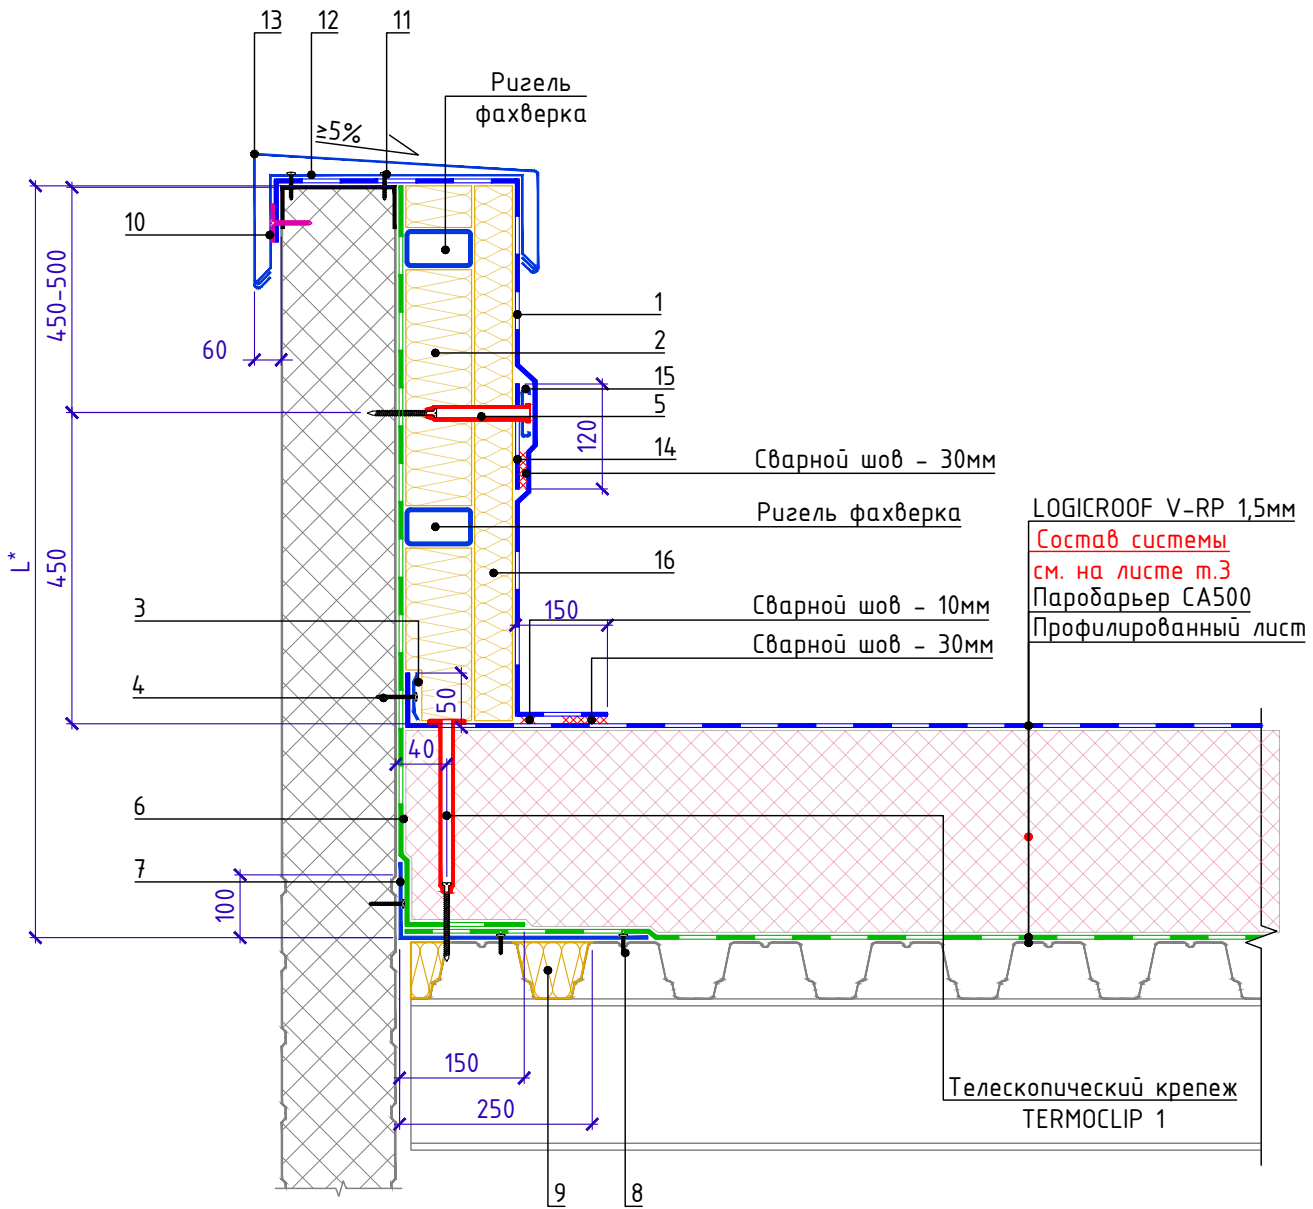 13
12
11
Ригель
фахверка
≥5%
10
450-500
60
1
2
15
5
120
14
Сварной шов - 30мм
LOGICROOF V-RP 1,5мм
Ригель фахверка
Состав системы
см. на листе т.3
L*
450
16
Паробарьер СА500
3
150
Сварной шов - 10мм
Профилированный лист
Сварной шов - 30мм
4
50
40
6
7
100
150
250
Телескопический крепеж
TERMOCLIP 1
9
8